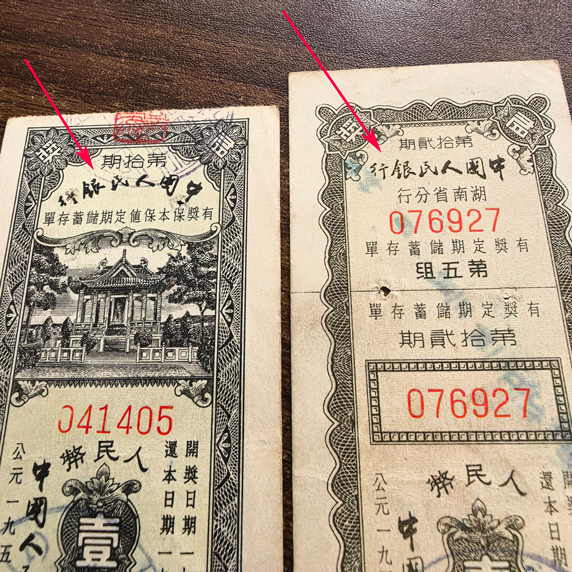 第拾期
中國人民銀行
有獎保本保值定期儲蓄存單
041405
人民幣
開獎日期一
還本日期一
壹
中國人
公元一九五
第拾貳期
中國人民銀行
湖南省分行
076927
有獎定期儲蓄存單
第五组
有獎定期儲蓄存單
第拾貳期
076927
人民幣
還本日期一
中國
公元一九